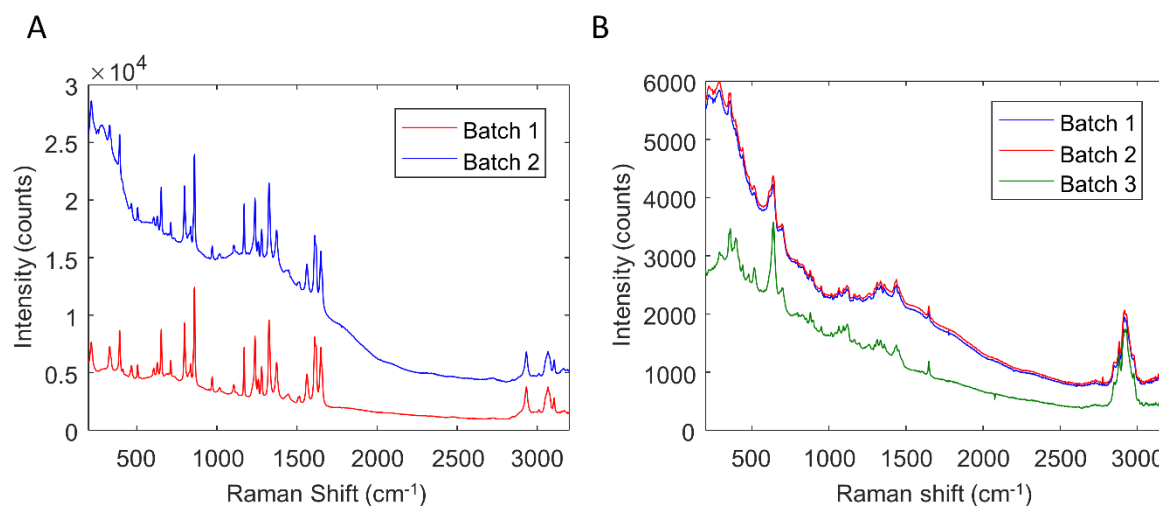 A
×10⁴
3
2.5
2
1.5
1
0.5
0
Intensity (counts)
Batch 1
Batch 2
500 1000 1500 2000 2500 3000
Raman Shift (cm⁻¹)
B
6000
5000
4000
3000
2000
1000
0
Intensity (counts)
Batch 1
Batch 2
Batch 3
500 1000 1500 2000 2500 3000
Raman shift (cm⁻¹)